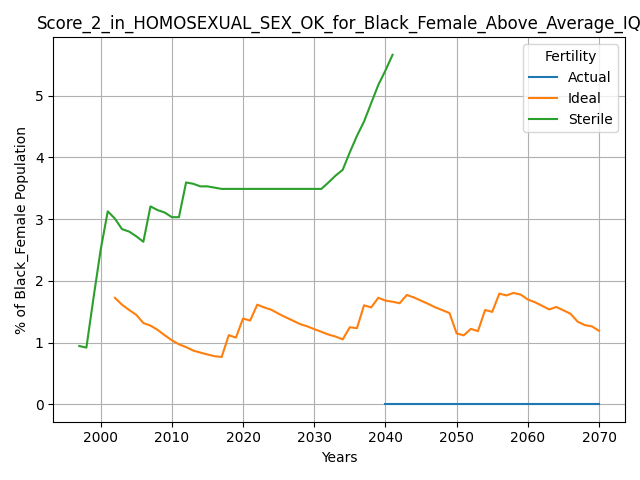 Score_2_in_HOMOSEXUAL_SEX_OK_for_Black_Female_Above_Average_IQ
Fertility
Actual
Ideal
Sterile
% of Black_Female Population
5
4
3
2
1
0
2000 2010 2020 2030 2040 2050 2060 2070
Years